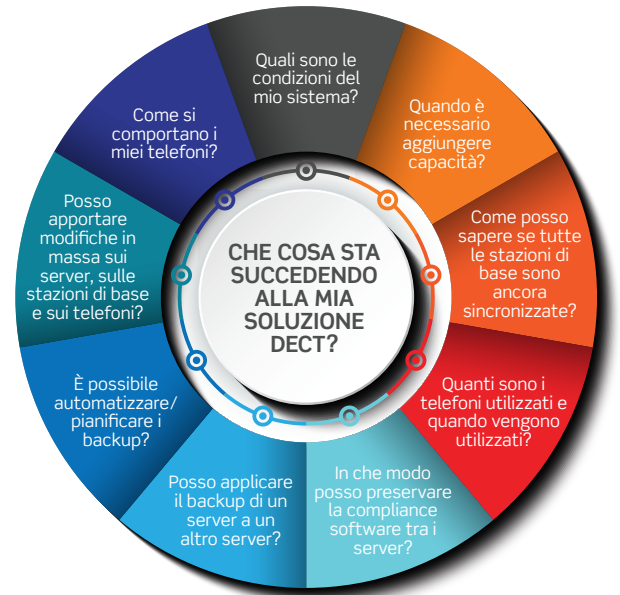 Quali sono le
condizioni del
mio sistema?
Quando è
necessario
aggiungere
capacità?
Come posso
sapere se tutte
le stazioni di
base sono
ancora
sincronizzate?
Quanti sono i
telefoni utilizzati e
quando vengono
utilizzati?
In che modo
posso preservare
la compliance
software tra i
server?
Posso applicare
il backup di un
server a un
altro server?
È possibile
automatizzare/
pianificare i
backup?
Posso
apportare
modifiche in
massa sui
server, sulle
stazioni di base
e sui telefoni?
Come si
comportano i
miei telefoni?
CHE COSA STA
SUCCEDENDO
ALLA MIA
SOLUZIONE
DECT?